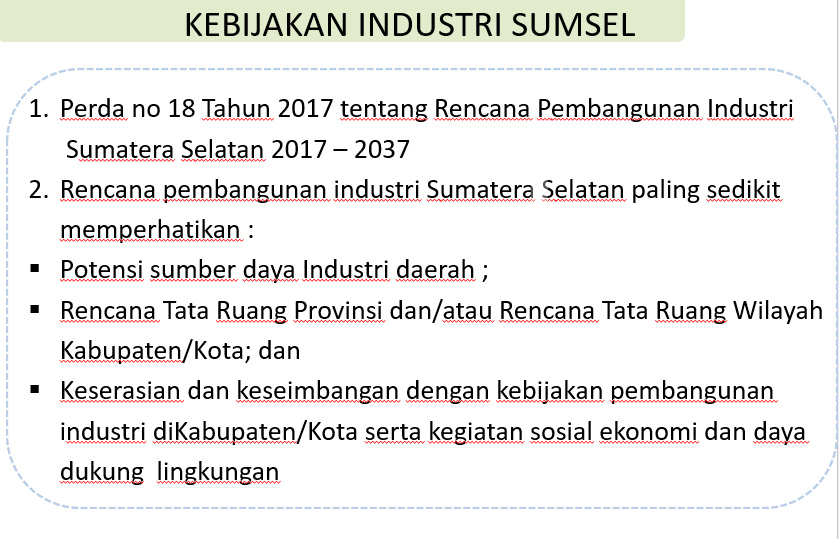 KEBIJAKAN INDUSTRI SUMSEL
1. Perda no 18 Tahun 2017 tentang Rencana Pembangunan Industri
Sumatera Selatan 2017 – 2037
2. Rencana pembangunan industri Sumatera Selatan paling sedikit
memperhatikan :
▪ Potensi sumber daya Industri daerah ;
▪ Rencana Tata Ruang Provinsi dan/atau Rencana Tata Ruang Wilayah
Kabupaten/Kota; dan
▪ Keserasian dan keseimbangan dengan kebijakan pembangunan
industri diKabupaten/Kota serta kegiatan sosial ekonomi dan daya
dukung lingkungan